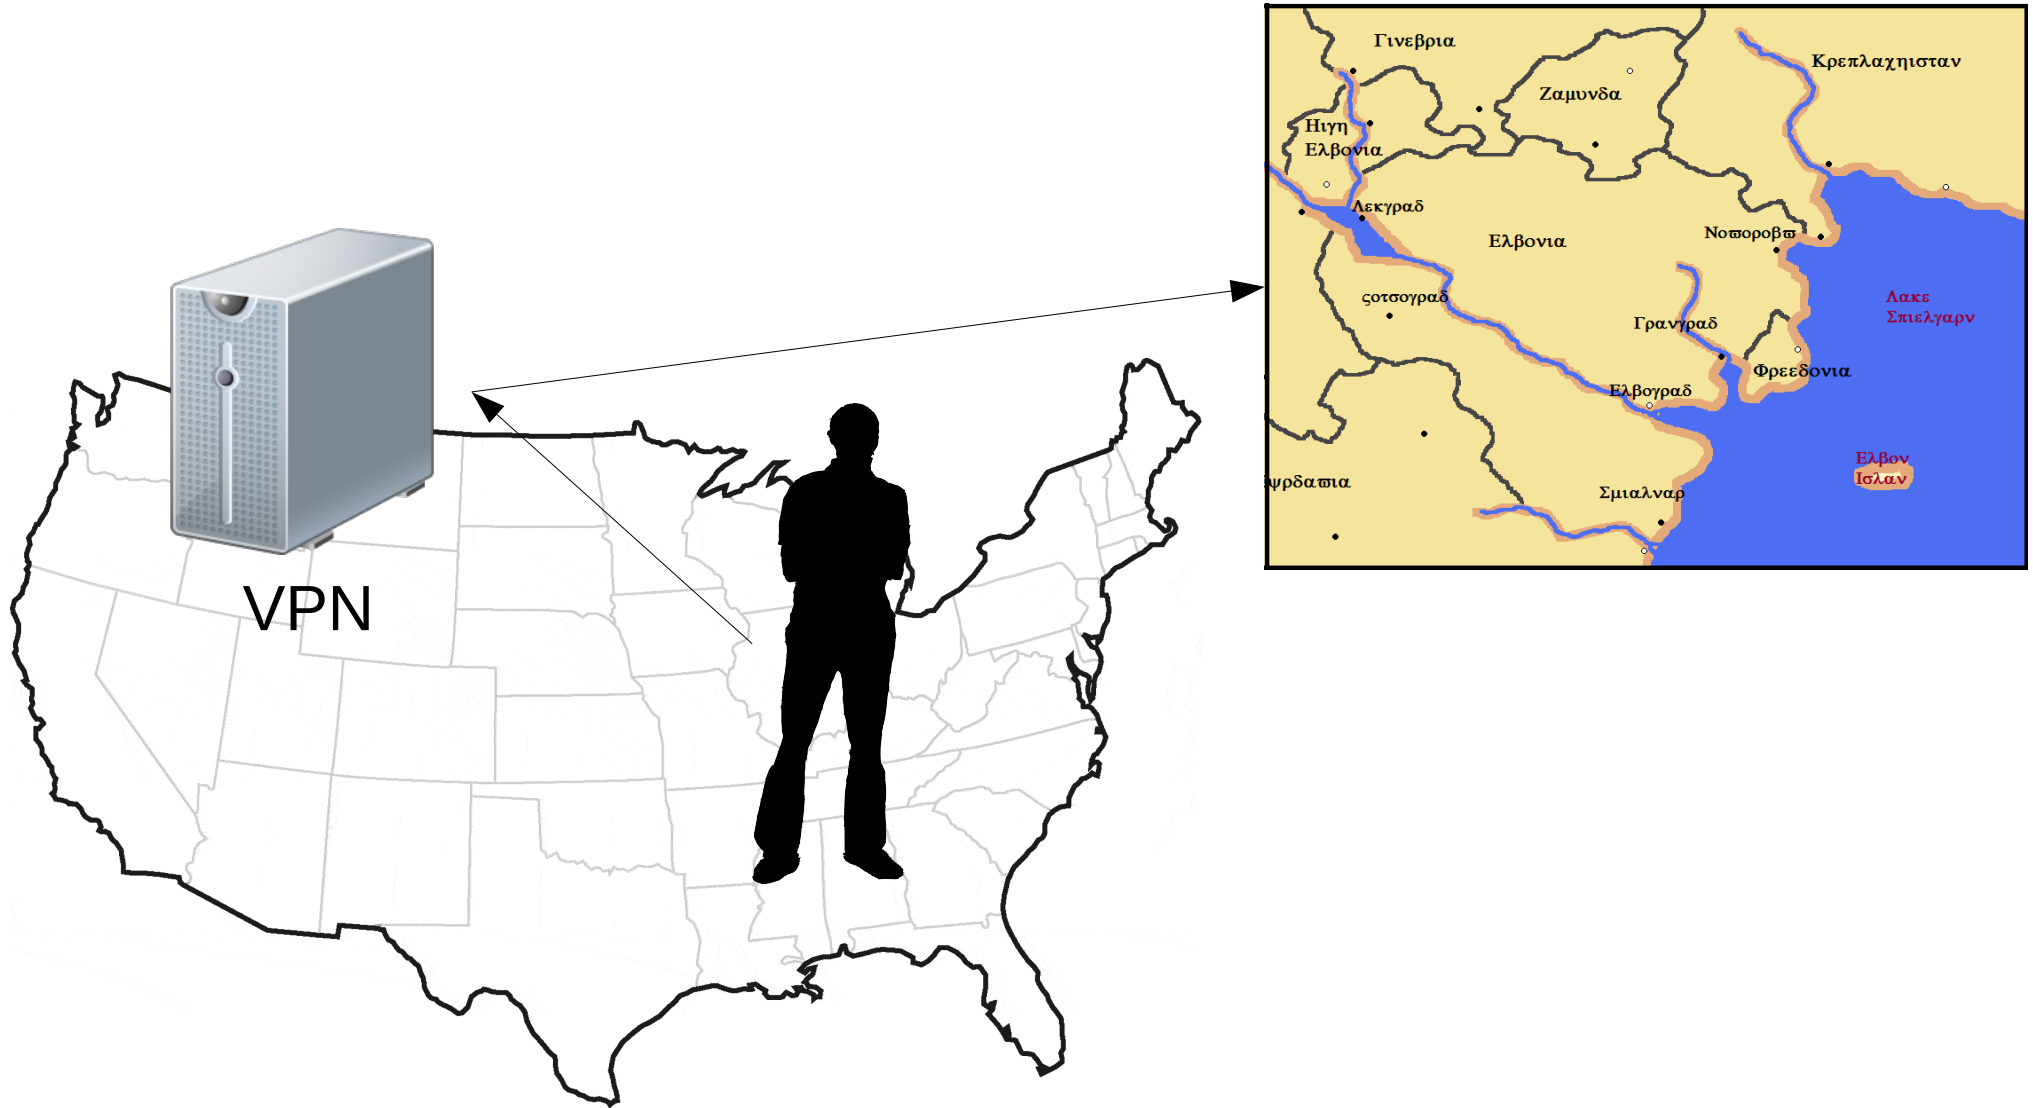 VPN
Γινεβρια
Κρεπλαχηισταν
Ζαμυνδα
Ηιγη
Ελβονια
Λεκγραδ
Ελβονια
Νοϖοροβϖ
ςοτσογραδ
Λακε
Σπιελγαρν
Γρανγραδ
Φρεεδονια
Ελβογραδ
Ελβον
Ισλαν
ψρδαϖια
Σμιαλναρ